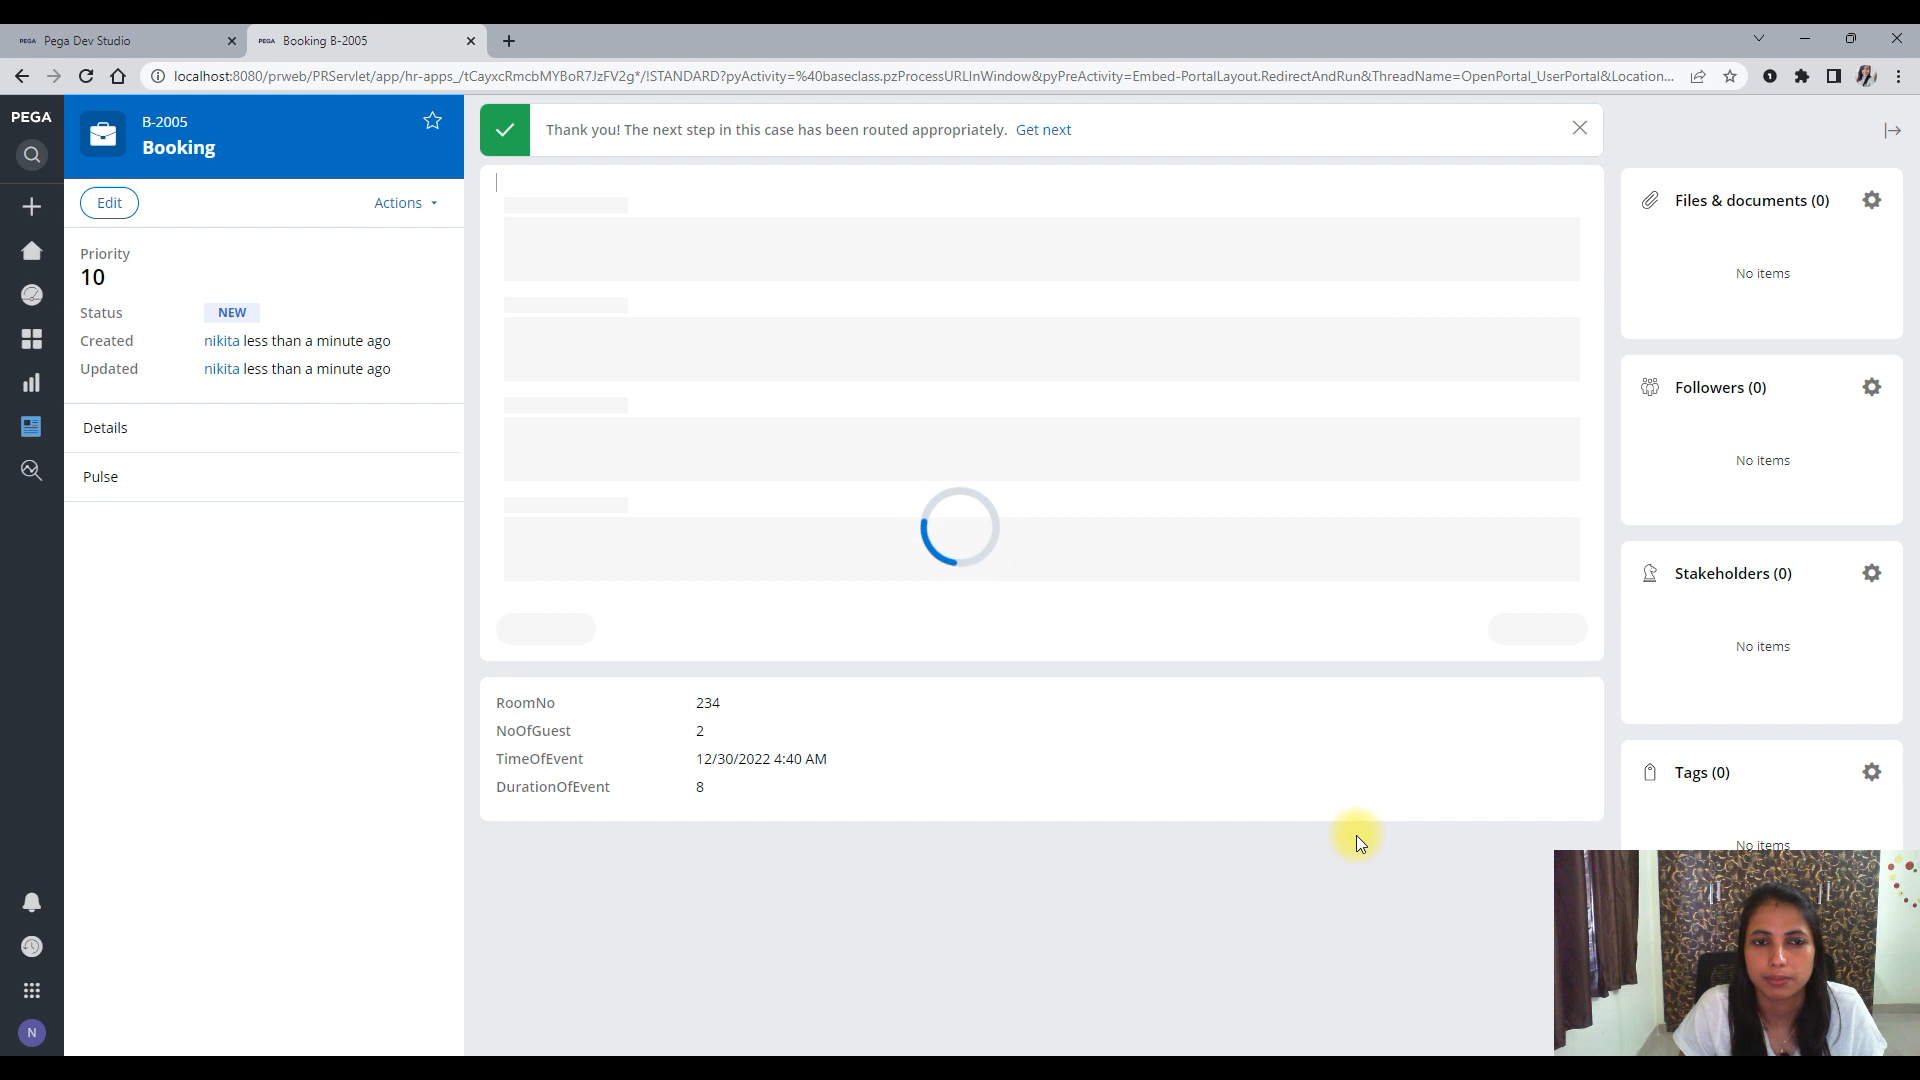 PEGA Pega Dev Studio
PEGA Booking B-2005
localhost:8080/prweb/PRServlet/app/hr-apps_/tCayxcRmcbMYBoR7JzFV2g*/!STANDARD?pyActivity=%40baseclass.pzProcessURLInWindow&pyPreActivity=Embed-PortalLayout.RedirectAndRun&ThreadName=OpenPortal_UserPortal&Location...
PEGA
B-2005
Booking
Edit
Actions
Priority
10
Status NEW
Created nikita less than a minute ago
Updated nikita less than a minute ago
Details
Pulse
N
Thank you! The next step in this case has been routed appropriately. Get next
RoomNo 234
NoOfGuest 2
TimeOfEvent 12/30/2022 4:40 AM
DurationOfEvent 8
Files & documents (0)
No items
Followers (0)
No items
Stakeholders (0)
No items
Tags (0)
No items